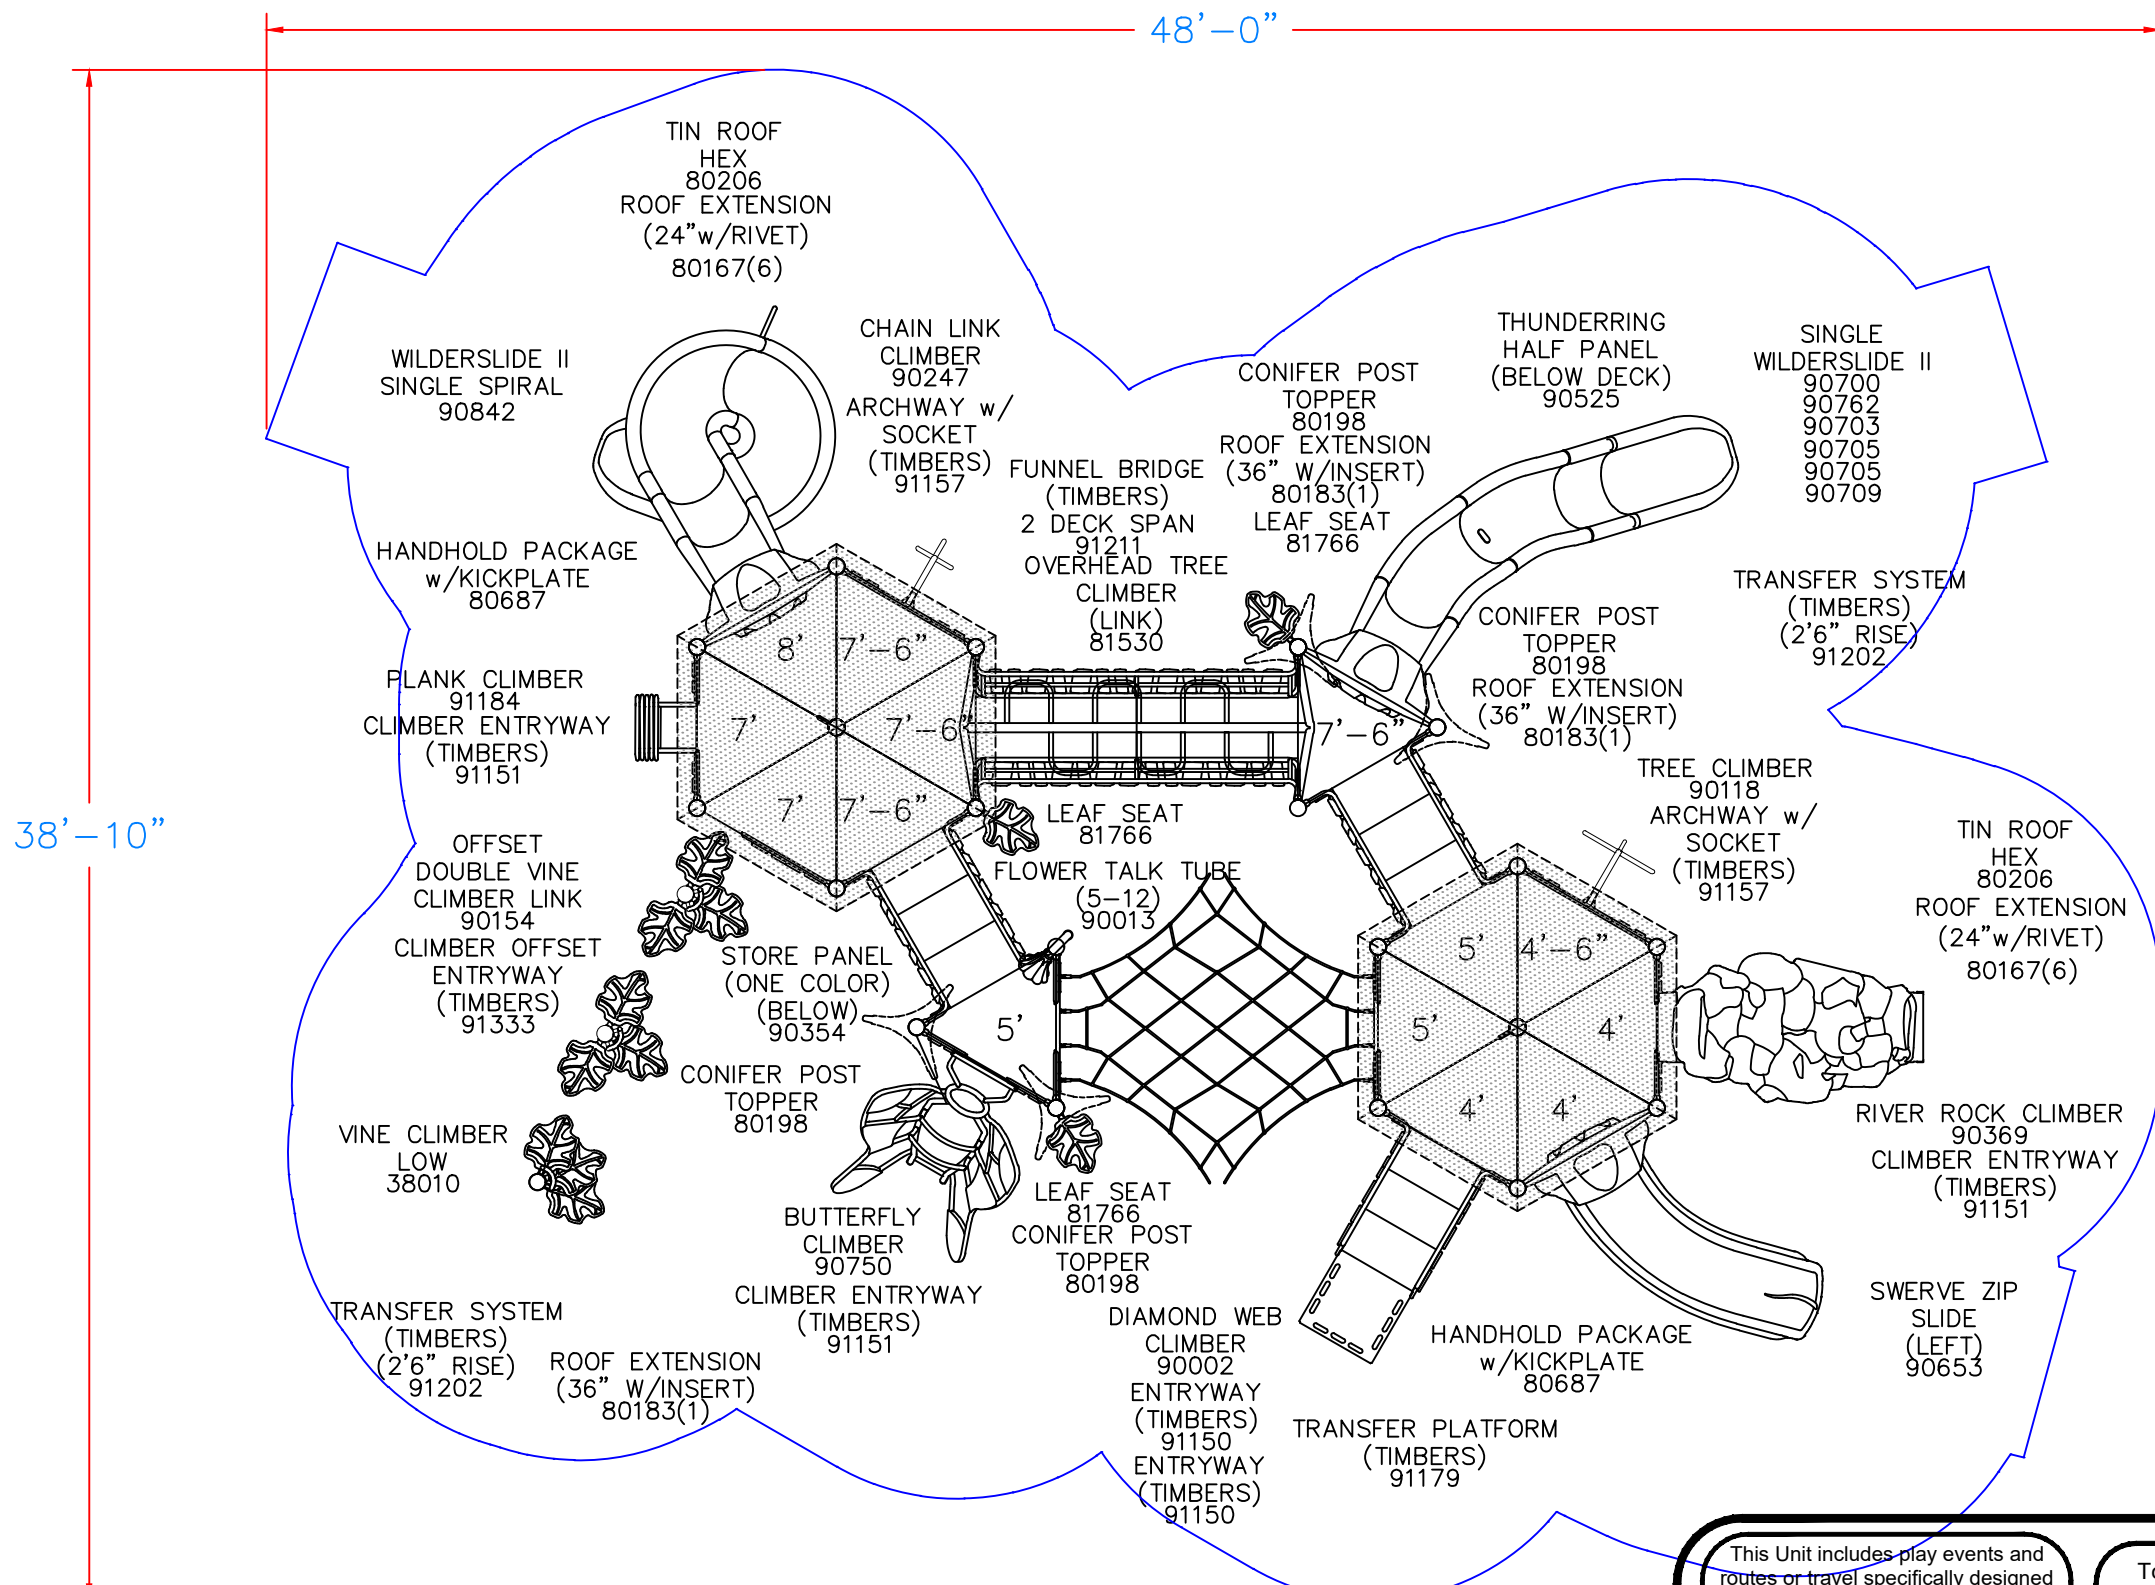 48'-0"
38'-10"
TIN ROOF
HEX
80206
ROOF EXTENSION
(24"w/RIVET)
80167(6)
WILDERSLIDE II
SINGLE SPIRAL
90842
CHAIN LINK
CLIMBER
90247
ARCHWAY w/
SOCKET
(TIMBERS)
91157
FUNNEL BRIDGE
(TIMBERS)
2 DECK SPAN
91211
OVERHEAD TREE
CLIMBER
(LINK)
81530
CONIFER POST
TOPPER
80198
ROOF EXTENSION
(36" W/INSERT)
80183(1)
LEAF SEAT
81766
THUNDERRING
HALF PANEL
(BELOW DECK)
90525
SINGLE
WILDERSLIDE II
90700
90762
90703
90705
90705
90709
HANDHOLD PACKAGE
w/KICKPLATE
80687
TRANSFER SYSTEM
(TIMBERS)
(2'6" RISE)
91202
CONIFER POST
TOPPER
80198
ROOF EXTENSION
(36" W/INSERT)
80183(1)
PLANK CLIMBER
91184
CLIMBER ENTRYWAY
(TIMBERS)
91151
8'
7'-6"
7'
7'-6"
7'
7'-6"
7'-6"
TREE CLIMBER
90118
ARCHWAY w/
SOCKET
(TIMBERS)
91157
TIN ROOF
HEX
80206
ROOF EXTENSION
(24"w/RIVET)
80167(6)
LEAF SEAT
81766
FLOWER TALK TUBE
(5-12)
90013
OFFSET
DOUBLE VINE
CLIMBER LINK
90154
CLIMBER OFFSET
ENTRYWAY
(TIMBERS)
91333
STORE PANEL
(ONE COLOR)
(BELOW)
90354
CONIFER POST
TOPPER
80198
5'
5'
4'-6"
5'
4'
4'
4'
VINE CLIMBER
LOW
38010
RIVER ROCK CLIMBER
90369
CLIMBER ENTRYWAY
(TIMBERS)
91151
BUTTERFLY
CLIMBER
90750
CLIMBER ENTRYWAY
(TIMBERS)
91151
LEAF SEAT
81766
CONIFER POST
TOPPER
80198
TRANSFER SYSTEM
(TIMBERS)
(2'6" RISE)
91202
ROOF EXTENSION
(36" W/INSERT)
80183(1)
DIAMOND WEB
CLIMBER
90002
ENTRYWAY
(TIMBERS)
91150
ENTRYWAY
(TIMBERS)
91150
HANDHOLD PACKAGE
w/KICKPLATE
80687
SWERVE ZIP
SLIDE
(LEFT)
90653
TRANSFER PLATFORM
(TIMBERS)
91179
This Unit includes play events and
routes or travel specifically designed